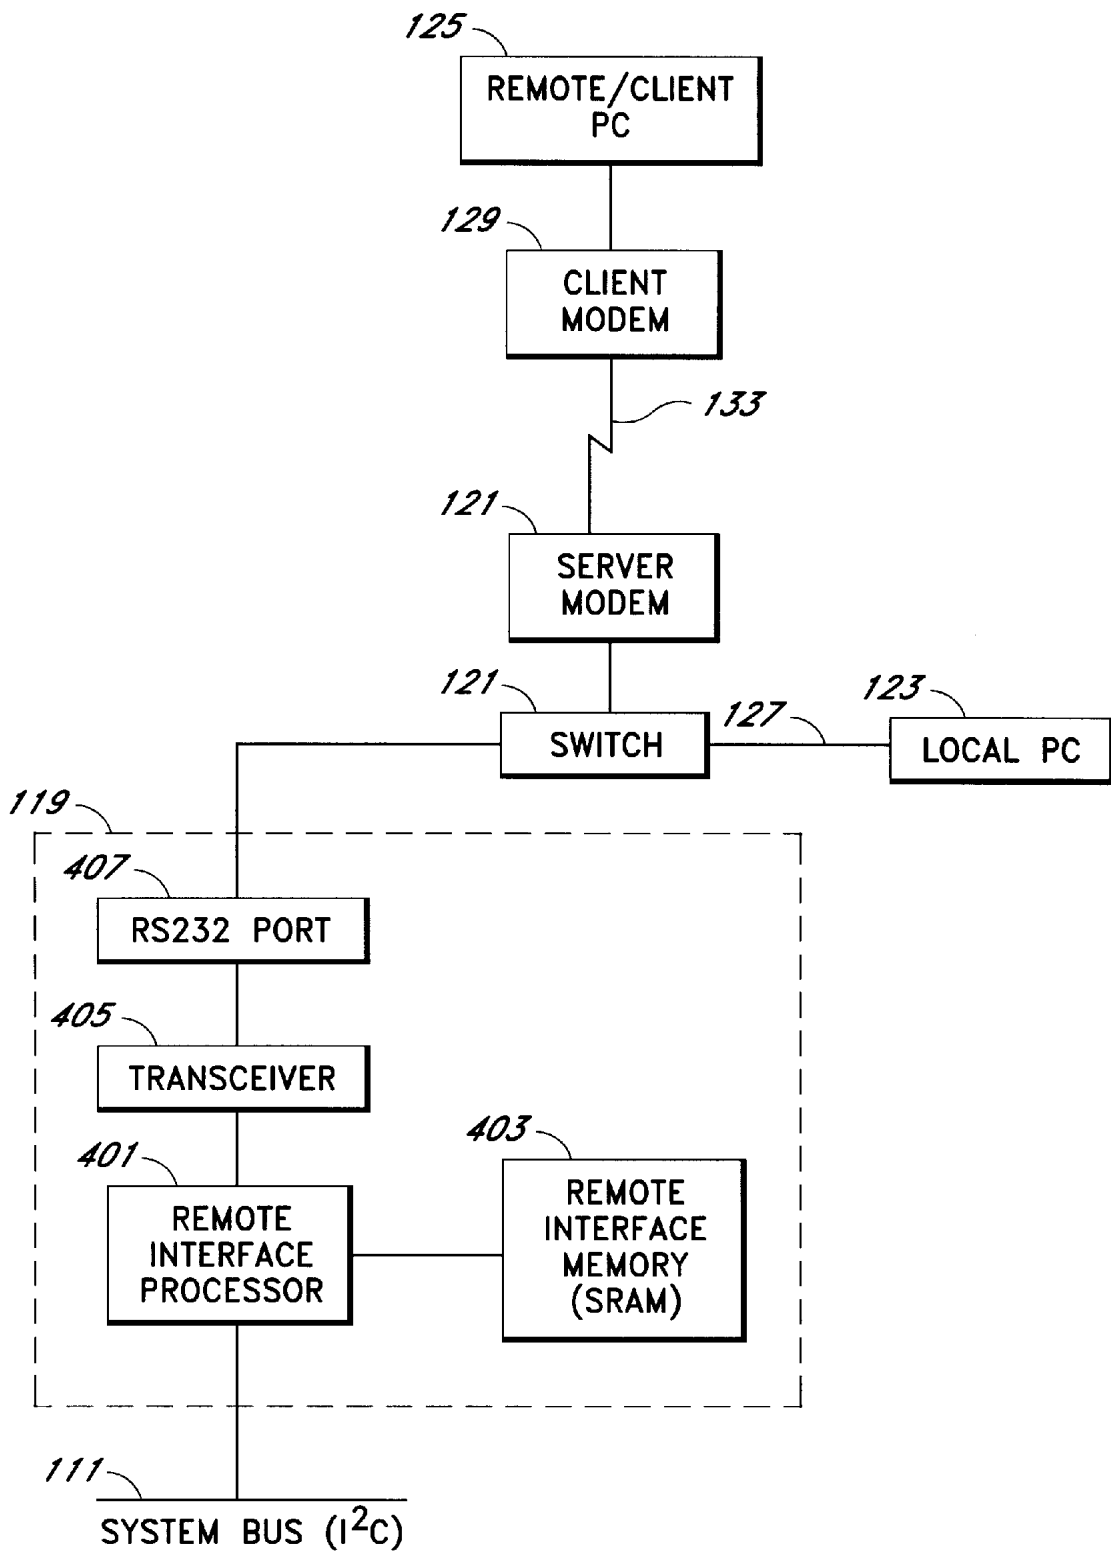 125
REMOTE/CLIENT
PC
129
CLIENT
MODEM
133
121
SERVER
MODEM
121
SWITCH
127
123
LOCAL PC
119
407
RS232 PORT
405
TRANSCEIVER
401
REMOTE
INTERFACE
PROCESSOR
403
REMOTE
INTERFACE
MEMORY
(SRAM)
111
SYSTEM BUS (I²C)